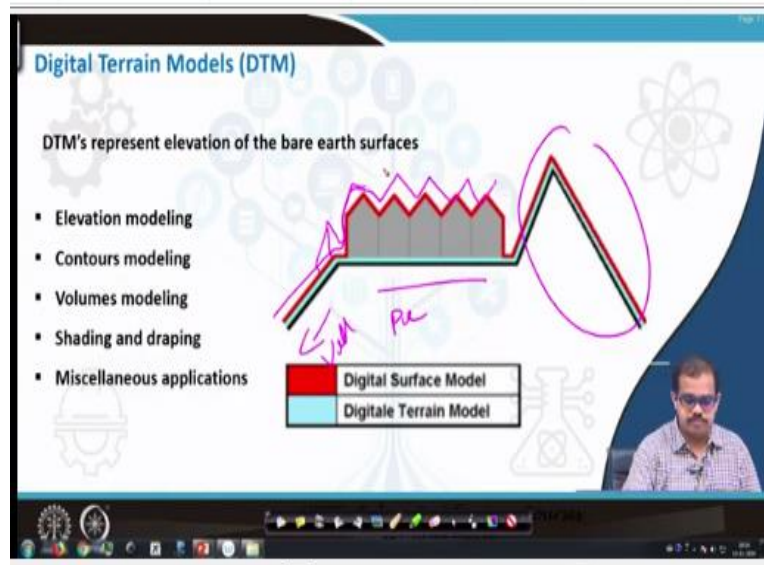 Digital Terrain Models (DTM)
DTM's represent elevation of the bare earth surfaces
▪ Elevation modeling
▪ Contours modeling
▪ Volumes modeling
▪ Shading and draping
▪ Miscellaneous applications
Digital Surface Model
Digitale Terrain Model